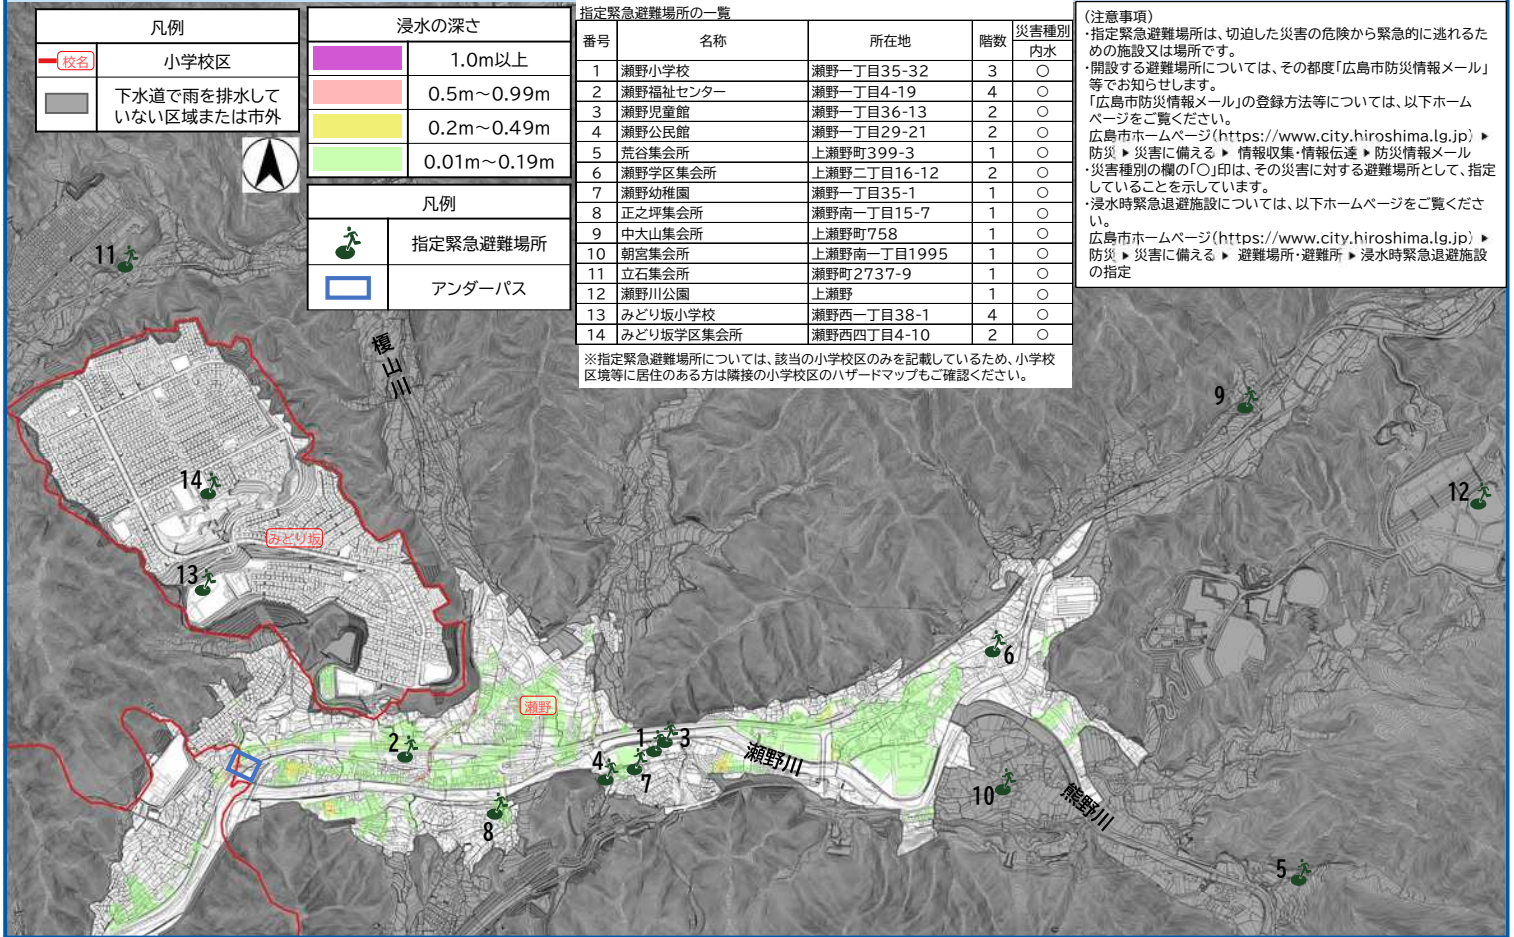 凡例
校名
小学校区
下水道で雨を排水して
いない区域または市外
浸水の深さ
1.0m以上
0.5m～0.99m
0.2m～0.49m
0.01m～0.19m
凡例
指定緊急避難場所
アンダーパス
指定緊急避難場所の一覧
番号 名称 所在地 階数 災害種別
内水
1 瀬野小学校 瀬野一丁目35-32 3 ○
2 瀬野福祉センター 瀬野一丁目4-19 4 ○
3 瀬野児童館 瀬野一丁目36-13 2 ○
4 瀬野公民館 瀬野一丁目29-21 2 ○
5 荒谷集会所 上瀬野町399-3 1 ○
6 瀬野学区集会所 上瀬野二丁目16-12 2 ○
7 瀬野幼稚園 瀬野一丁目35-1 1 ○
8 正之坪集会所 瀬野南一丁目15-7 1 ○
9 中大山集会所 上瀬野町758 1 ○
10 朝宮集会所 上瀬野南一丁目1995 1 ○
11 立石集会所 瀬野町2737-9 1 ○
12 瀬野川公園 上瀬野 1 ○
13 みどり坂小学校 瀬野西一丁目38-1 4 ○
14 みどり坂学区集会所 瀬野西四丁目4-10 2 ○
※指定緊急避難場所については、該当の小学校区のみを記載しているため、小学校
区境等に居住のある方は隣接の小学校区のハザードマップもご確認ください。
(注意事項)
・指定緊急避難場所は、切迫した災害の危険から緊急的に逃れるた
めの施設又は場所です。
・開設する避難場所については、その都度「広島市防災情報メール」
等でお知らせします。
「広島市防災情報メール」の登録方法等については、以下ホーム
ページをご覧ください。
広島市ホームページ(https://www.city.hiroshima.lg.jp) ▶
防災 ▶ 災害に備える ▶ 情報収集・情報伝達 ▶ 防災情報メール
・災害種別の欄の「○」印は、その災害に対する避難場所として、指定
していることを示しています。
・浸水時緊急退避施設については、以下ホームページをご覧くださ
い。
広島市ホームページ(https://www.city.hiroshima.lg.jp) ▶
防災 ▶ 災害に備える ▶ 避難場所・避難所 ▶ 浸水時緊急退避施設
の指定
11
榎山川
9
14
12
みどり坂
13
6
瀬野
2
1
3
4
7
瀬野川
10
熊野川
8
5